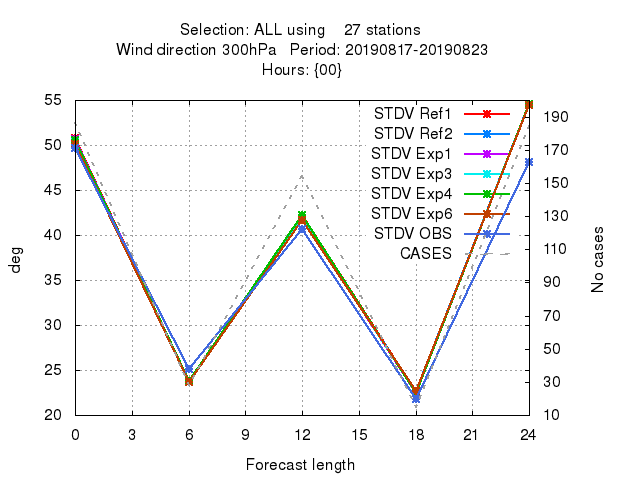 Selection: ALL using    27 stations
Wind direction 300hPa   Period: 20190817-20190823
Hours: {00}
STDV Ref1
STDV Ref2
STDV Exp1
STDV Exp3
STDV Exp4
STDV Exp6
STDV OBS
CASES
55
50
45
40
35
30
25
20
deg
190
170
150
130
110
90
70
50
30
10
No cases
0 3 6 9 12 15 18 21 24
Forecast length